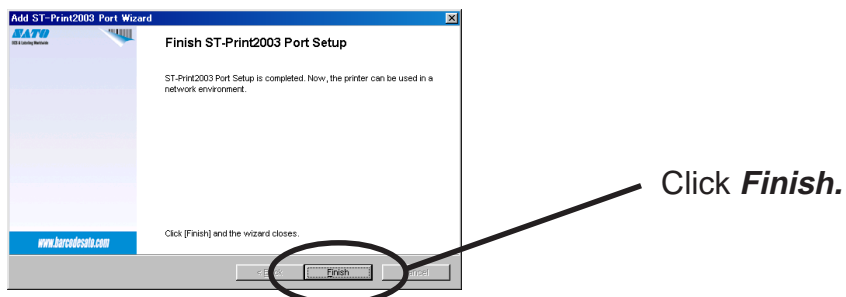 Add ST-Print2003 Port Wizard
SATO
Finish ST-Print2003 Port Setup
ST-Print2003 Port Setup is completed. Now, the printer can be used in a
network environment.
Click Finish.
Click [Finish] and the wizard closes.
www.barcodesato.com
Finish